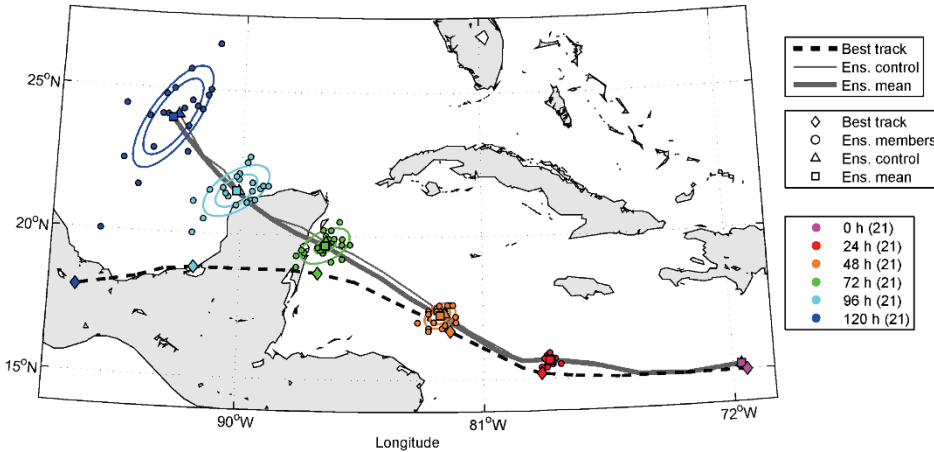 25°N
20°N
15°N
90°W
81°W
72°W
Longitude
Best track
Ens. control
Ens. mean
Best track
Ens. members
Ens. control
Ens. mean
0 h (21)
24 h (21)
48 h (21)
72 h (21)
96 h (21)
120 h (21)